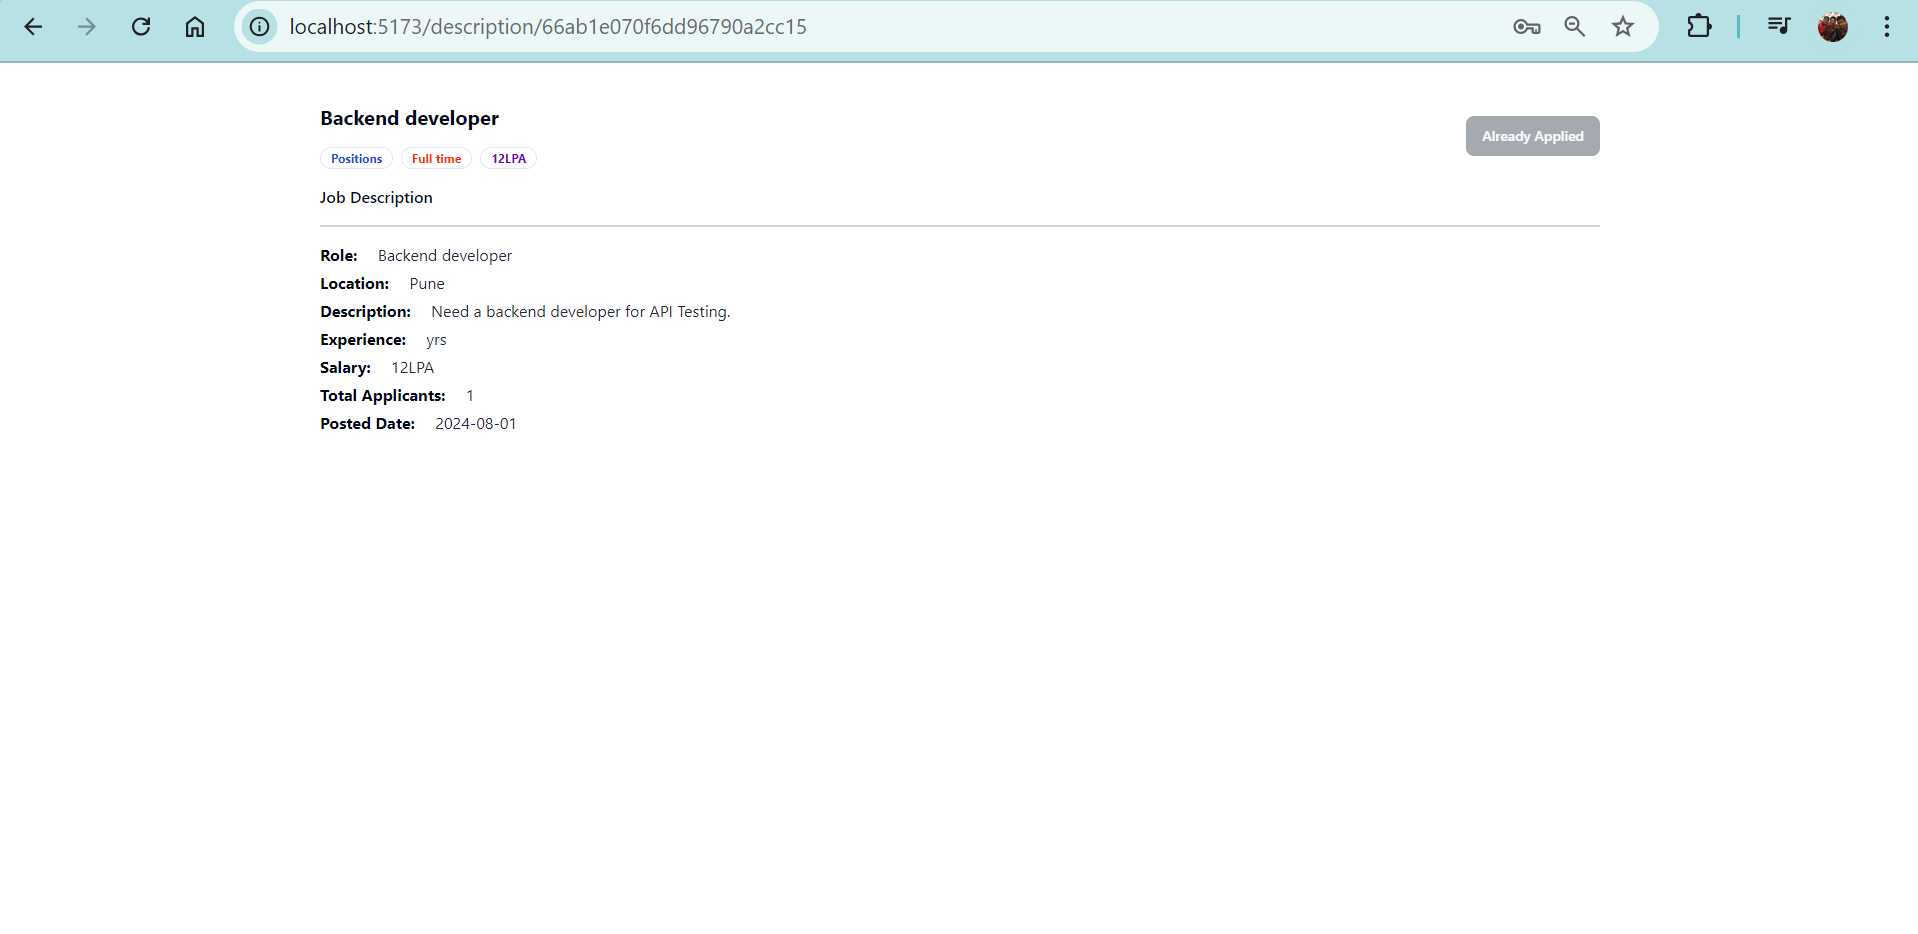 localhost:5173/description/66ab1e070f6dd96790a2cc15
Backend developer
Already Applied
Positions Full time 12LPA
Job Description
Role: Backend developer
Location: Pune
Description: Need a backend developer for API Testing.
Experience: yrs
Salary: 12LPA
Total Applicants: 1
Posted Date: 2024-08-01